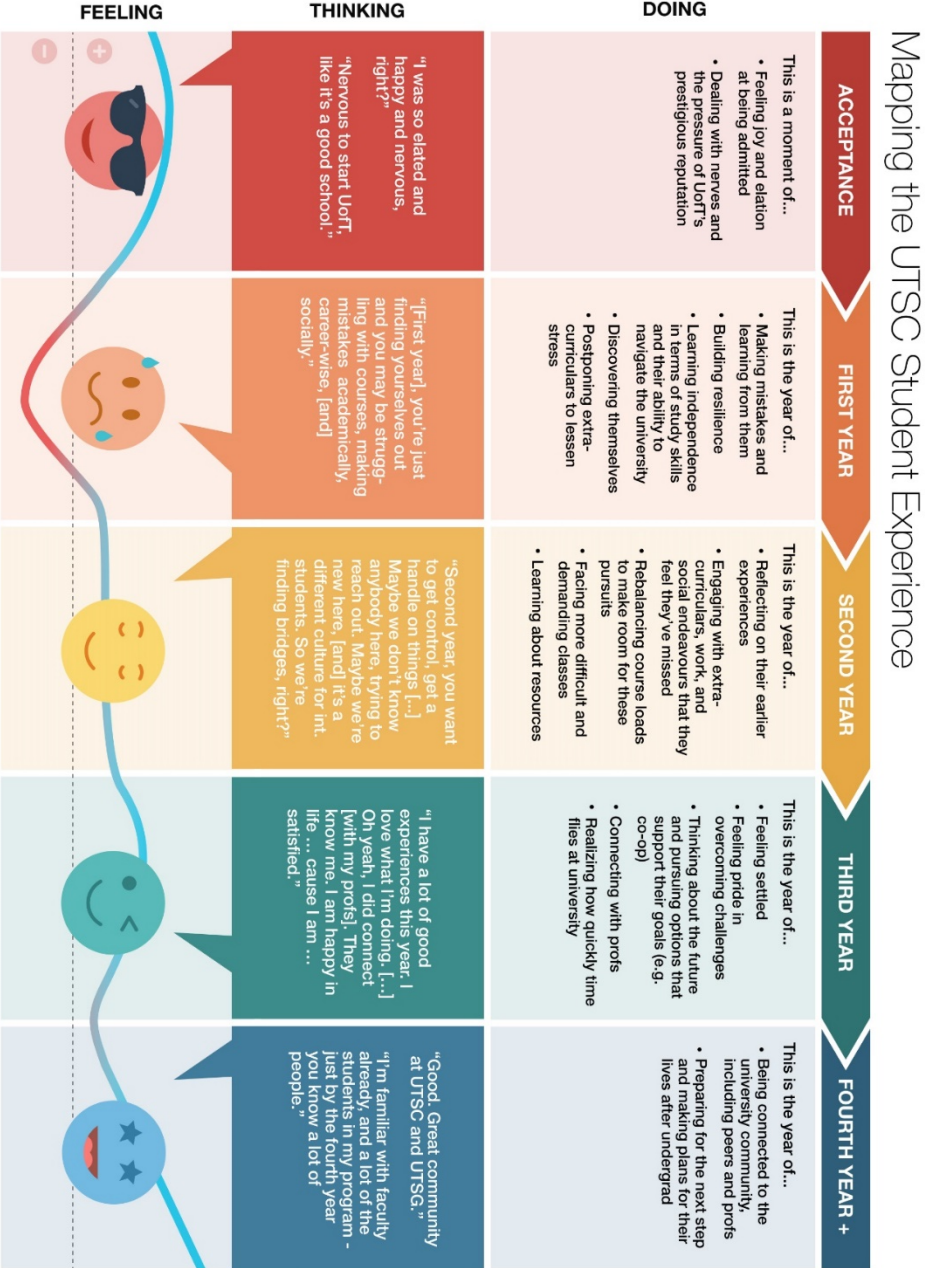 Mapping the UTSC Student Experience
ACCEPTANCE
FIRST YEAR
SECOND YEAR
THIRD YEAR
FOURTH YEAR +
DOING
This is a moment of...
• Feeling joy and elation
at being admitted
• Dealing with nerves and
the pressure of UofT's
prestigious reputation
This is the year of...
• Making mistakes and
learning from them
• Building resilience
• Learning independence
in terms of study skills
and their ability to
navigate the university
• Discovering themselves
• Postponing extra-
curriculars to lessen
stress
This is the year of...
• Reflecting on their earlier
experiences
• Engaging with extra-
curriculars, work, and
social endeavours that they
feel they've missed
• Rebalancing course loads
to make room for these
pursuits
• Facing more difficult and
demanding classes
• Learning about resources
This is the year of...
• Feeling settled
• Feeling pride in
overcoming challenges
• Thinking about the future
and pursuing options that
support their goals (e.g.
co-op)
• Connecting with profs
• Realizing how quickly time
flies at university
This is the year of...
• Being connected to the
university community,
including peers and profs
• Preparing for the next step
and making plans for their
lives after undergrad
THINKING
"I was so elated and
happy and nervous,
right?"
"Nervous to start UofT,
like it's a good school."
"[First year], you're just
finding yourselves out
and you may be strugg-
ling with courses, making
mistakes academically,
career-wise, [and]
socially."
"Second year, you want
to get control, get a
handle on things [...]
Maybe we don't know
anybody here, trying to
reach out. Maybe we're
new here, [and] it's a
different culture for int.
students. So we're
finding bridges, right?"
"I have a lot of good
experiences this year. I
love what I'm doing. [...]
Oh yeah, I did connect
[with my profs]. They
know me. I am happy in
life ... cause I am ...
satisfied."
"Good. Great community
at UTSC and UTSG."
"I'm familiar with faculty
already, and a lot of the
students in my program -
just by the fourth year
you know a lot of
people."
FEELING
+
−